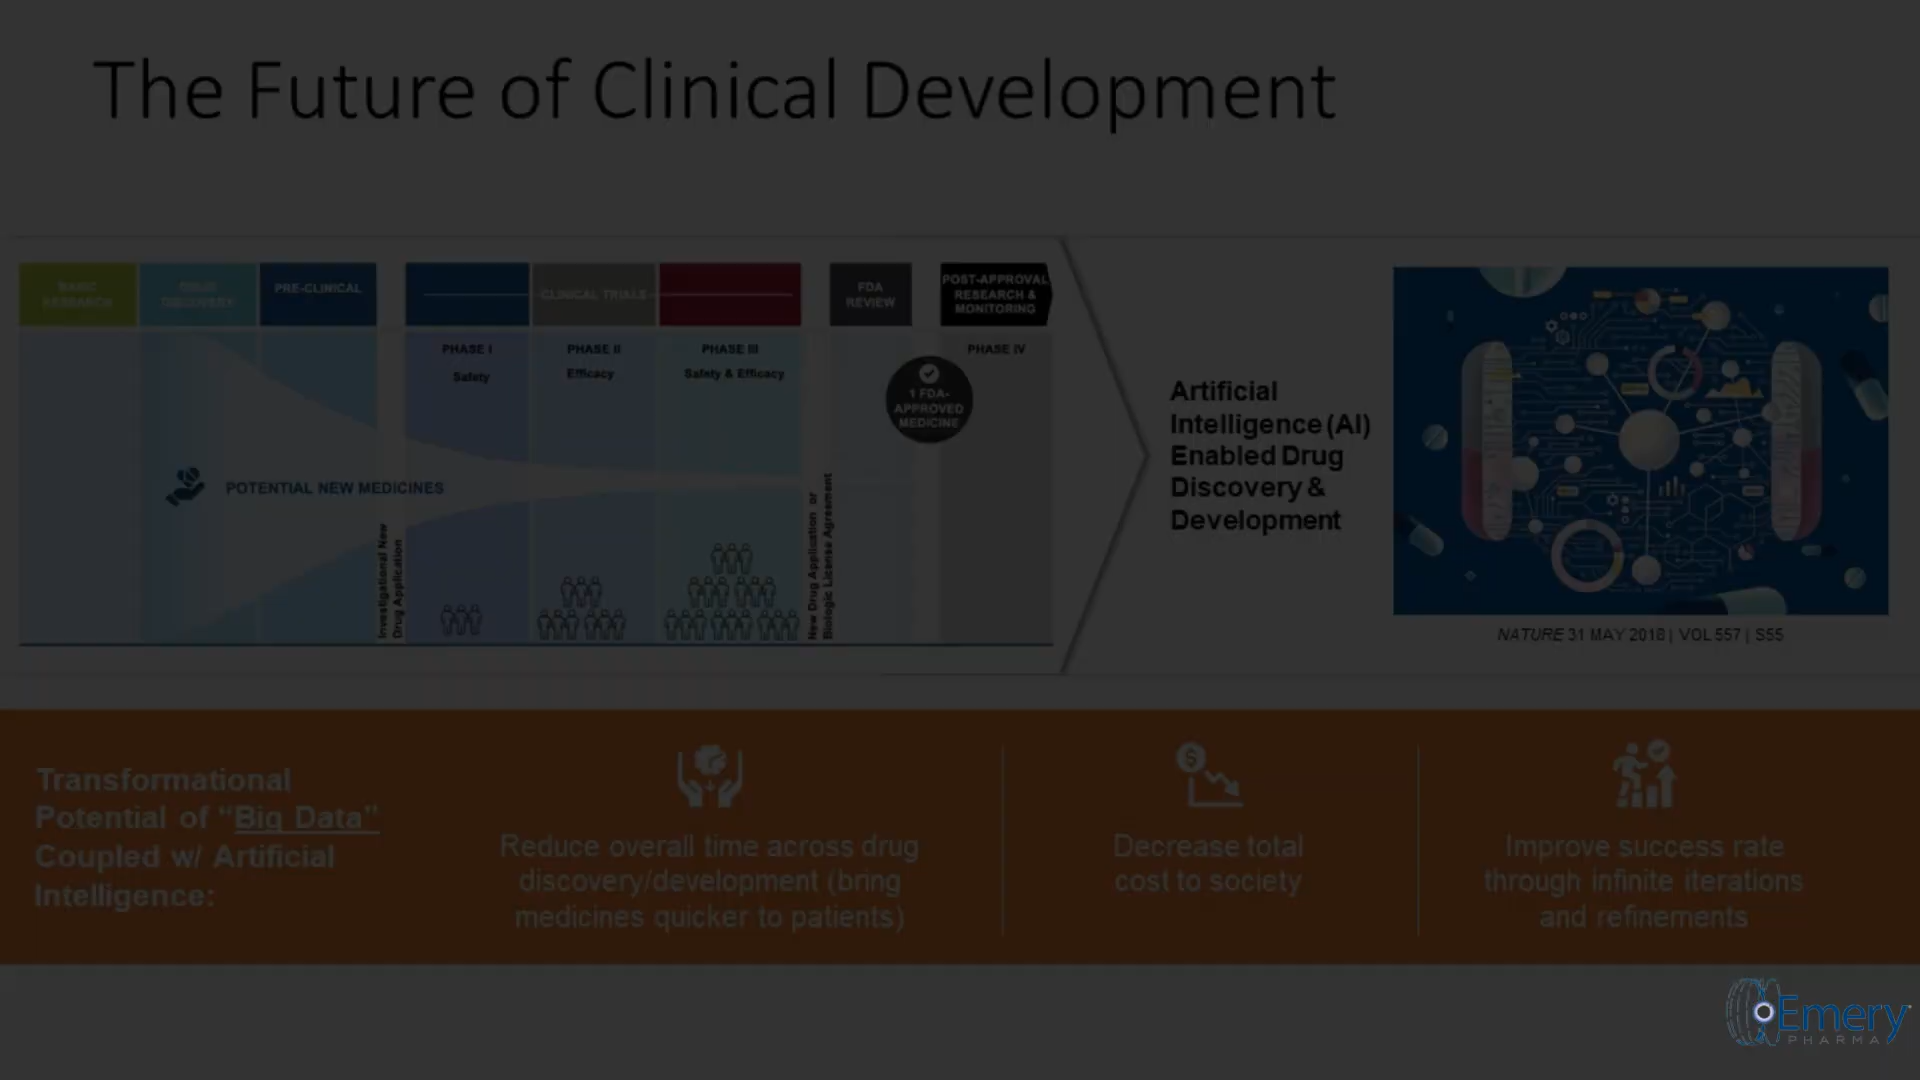 The Future of Clinical Development
BASIC
RESEARCH
DRUG
DISCOVERY
PRE-CLINICAL
CLINICAL TRIALS
FDA
REVIEW
POST-APPROVAL
RESEARCH &
MONITORING
PHASE I
Safety
PHASE II
Efficacy
PHASE III
Safety & Efficacy
PHASE IV
1 FDA-
APPROVED
MEDICINE
POTENTIAL NEW MEDICINES
Investigational New
Drug Application
New Drug Application or
Biologic License Agreement
Artificial
Intelligence (AI)
Enabled Drug
Discovery &
Development
NATURE 31 MAY 2018 | VOL 557 | S55
Transformational
Potential of “Big Data”
Coupled w/ Artificial
Intelligence:
Reduce overall time across drug
discovery/development (bring
medicines quicker to patients)
Decrease total
cost to society
Improve success rate
through infinite iterations
and refinements
Emery
PHARMA